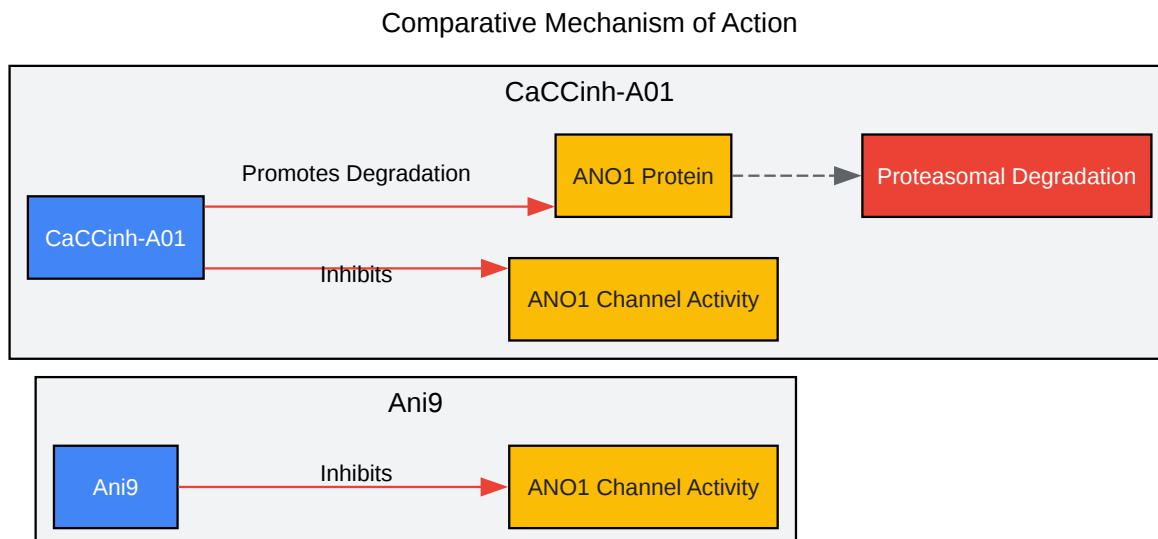 Comparative Mechanism of Action
CaCCinh-A01
Promotes Degradation
ANO1 Protein
Proteasomal Degradation
CaCCinh-A01
Inhibits
ANO1 Channel Activity
Ani9
Ani9
Inhibits
ANO1 Channel Activity